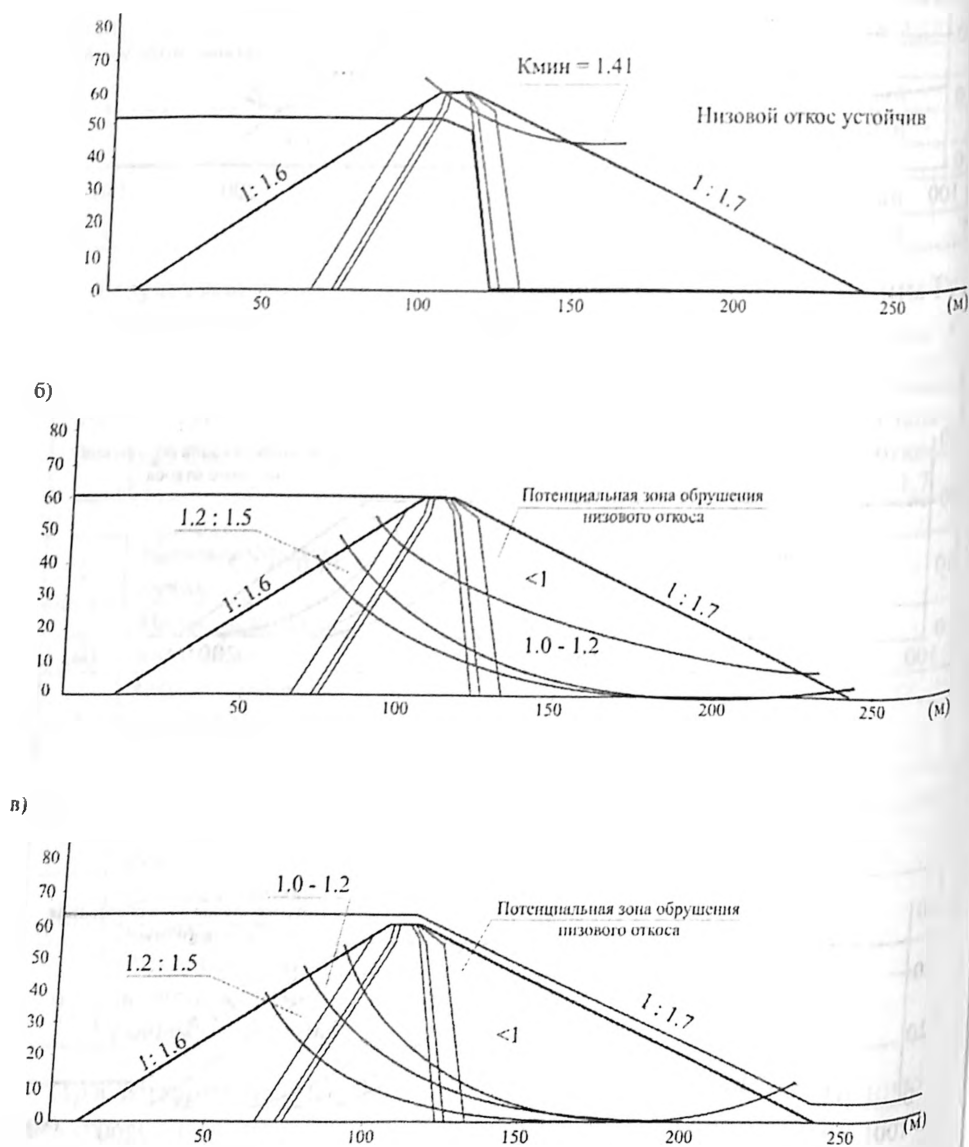 80
70
Kмин = 1.41
60
50
Низовой откос устойчив
40
30
1: 1.6
1 : 1.7
20
10
0
50
100
150
200
250
(м)
б)
80
70
60
Потенциальная зона обрушения
низового откоса
50
1.2 : 1.5
40
<1
30
1: 1.6
1 : 1.7
20
1.0 - 1.2
10
0
50
100
150
200
250
(м)
в)
80
1.0 - 1.2
70
60
Потенциальная зона обрушения
низового откоса
50
1.2 : 1.5
40
30
1: 1.7
<1
20
1: 1.6
10
0
50
100
150
200
250
(м)